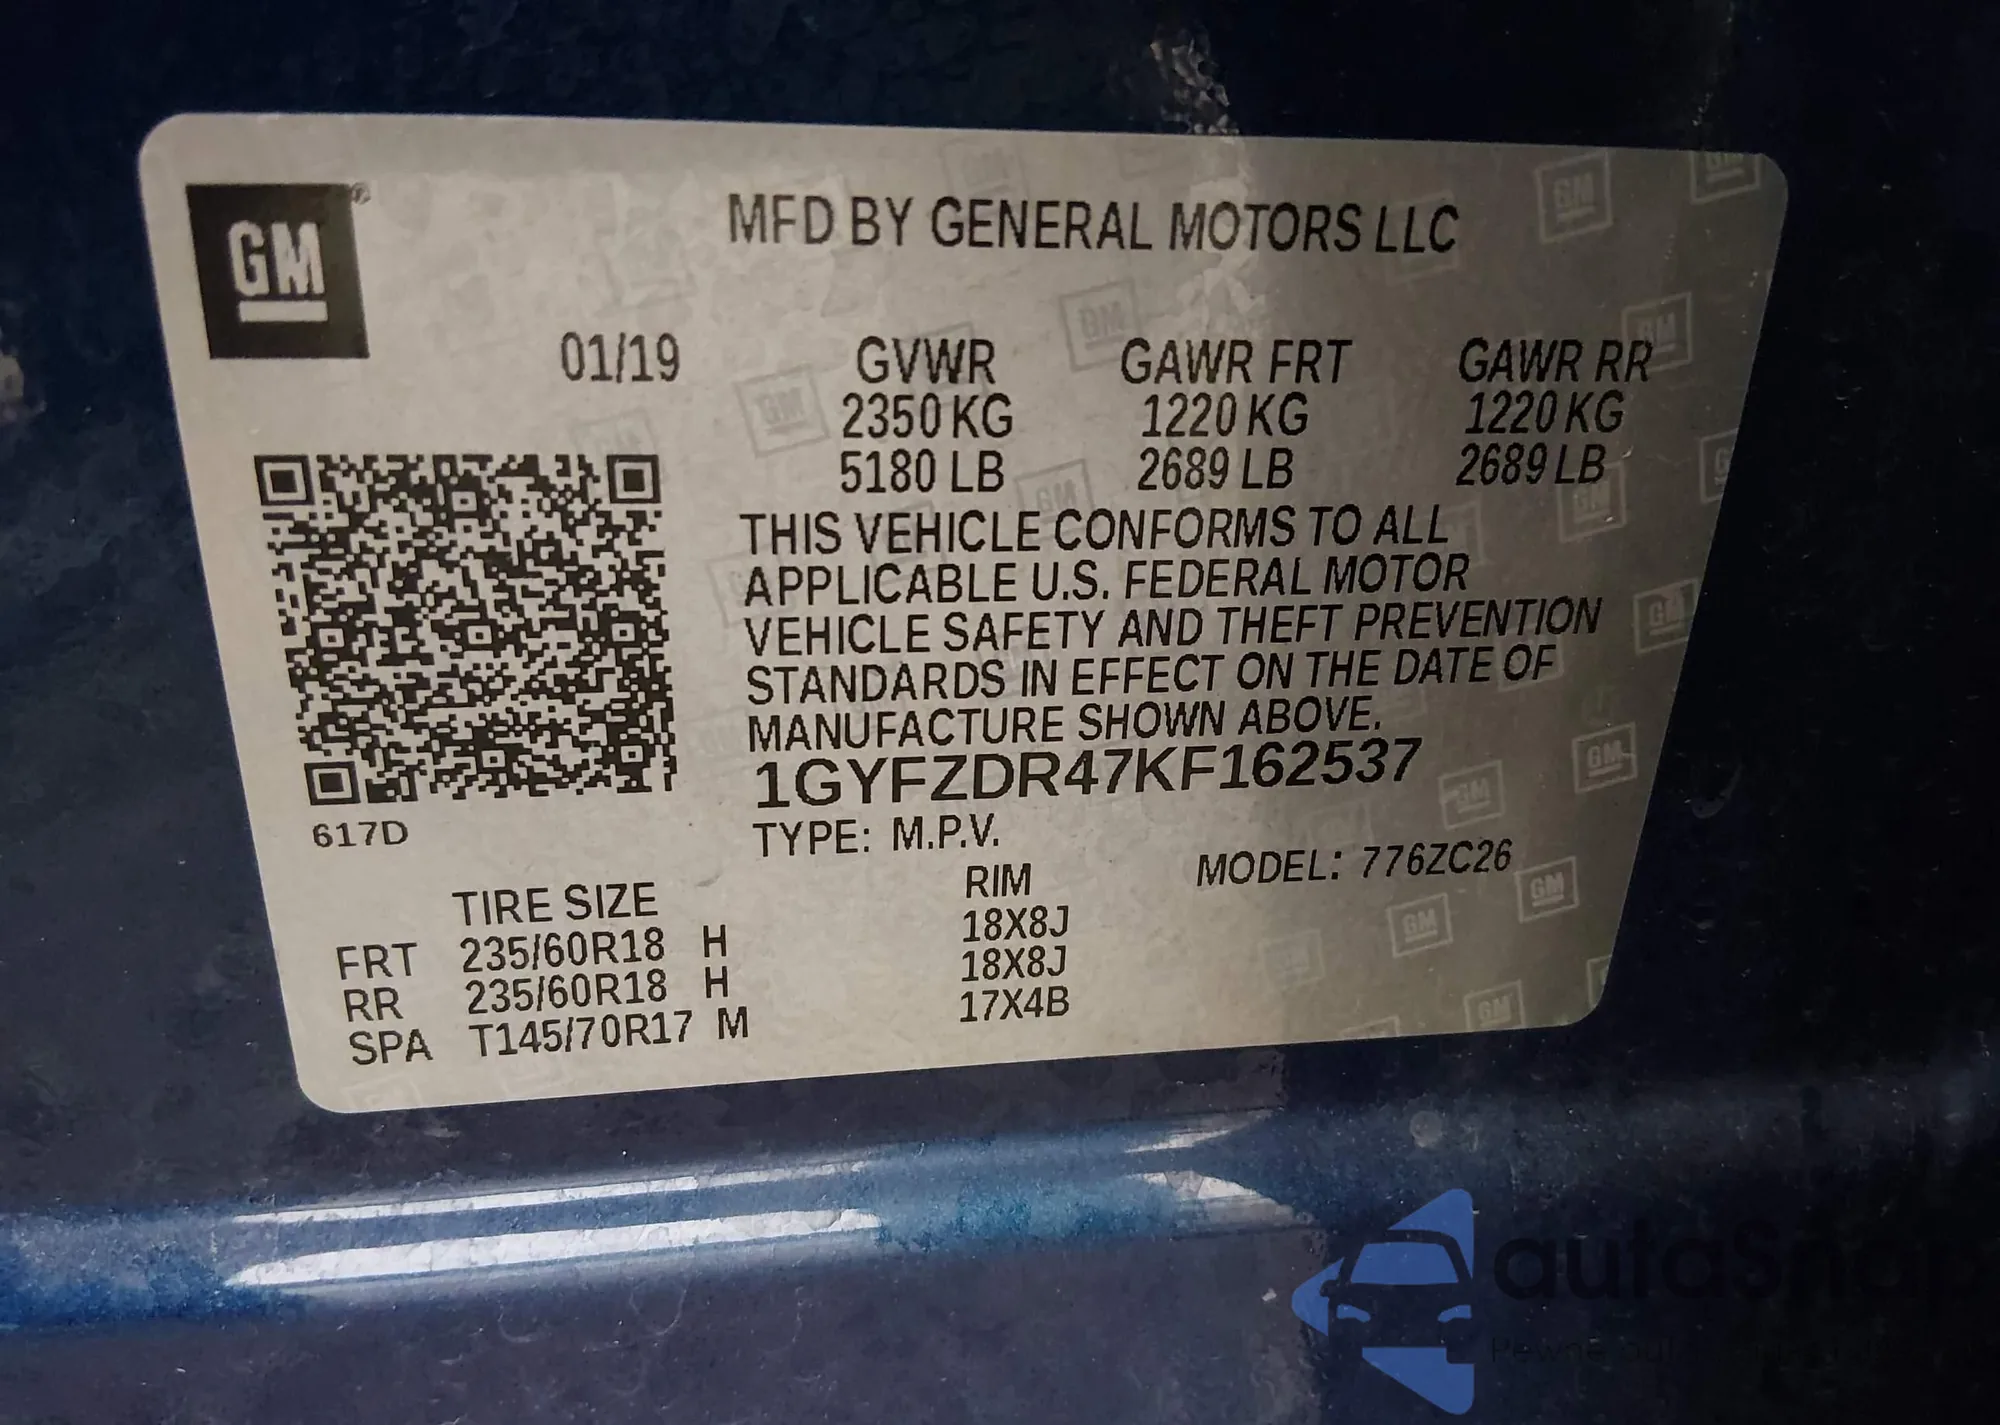 GM
MFD BY GENERAL MOTORS LLC
01/19 GVWR GAWR FRT GAWR RR
2350 KG 1220 KG 1220 KG
5180 LB 2689 LB 2689 LB
THIS VEHICLE CONFORMS TO ALL
APPLICABLE U.S. FEDERAL MOTOR
VEHICLE SAFETY AND THEFT PREVENTION
STANDARDS IN EFFECT ON THE DATE OF
MANUFACTURE SHOWN ABOVE.
1GYFZDR47KF162537
617D
TYPE: M.P.V. MODEL: 776ZC26
TIRE SIZE RIM
FRT 235/60R18 H 18X8J
RR 235/60R18 H 18X8J
SPA T145/70R17 M 17X4B
autaSna